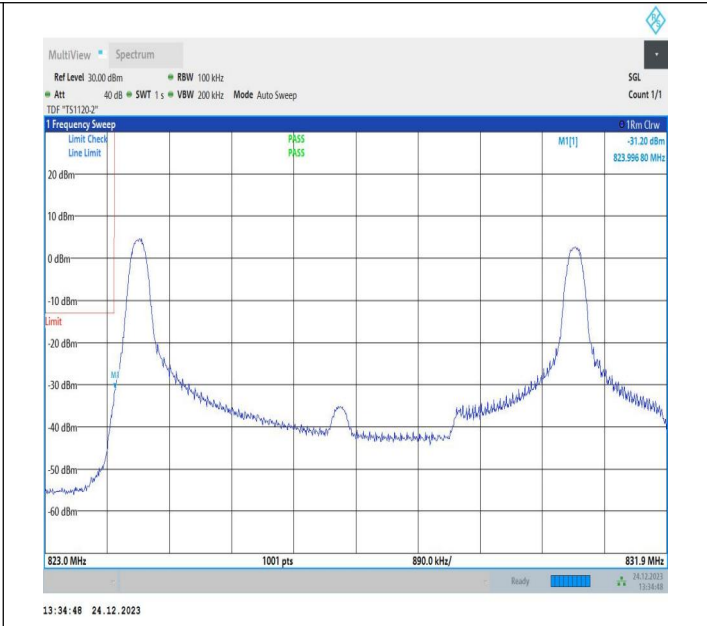 R
S
MultiView Spectrum
Ref Level 30.00 dBm RBW 100 kHz SGL
Att 40 dB SWT 1 s VBW 200 kHz Mode Auto Sweep Count 1/1
TDF "TS1120-2"
1 Frequency Sweep 1Rm Clrw
Limit Check PASS M1[1] -31.20 dBm
Line Limit PASS 823.996 80 MHz
20 dBm
10 dBm
0 dBm
-10 dBm
Limit
-20 dBm
M1
-30 dBm
-40 dBm
-50 dBm
-60 dBm
823.0 MHz 1001 pts 890.0 kHz/ 831.9 MHz
Ready 24.12.2023
13:34:48
13:34:48 24.12.2023